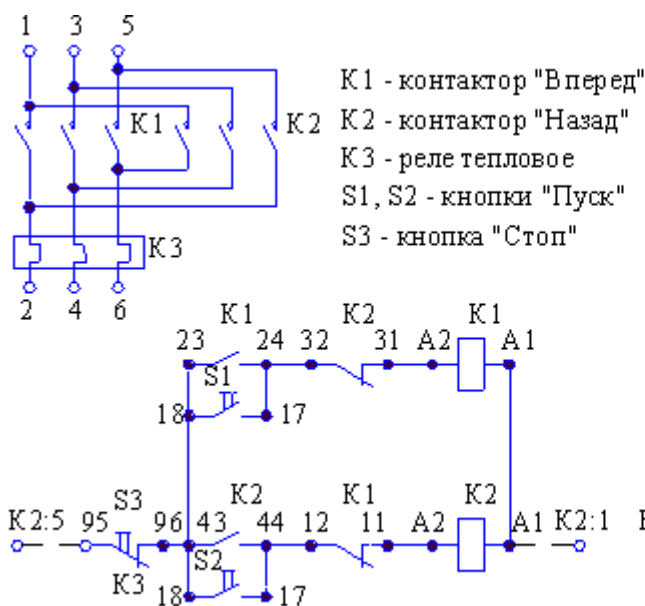 1 3 5
К1 - контактор "Вперед"
К1 К2
К2 - контактор "Назад"
К3 - реле тепловое
S1, S2 - кнопки "Пуск"
К3
S3 - кнопка "Стоп"
2 4 6
К1 К2 К1
23 24 32 31 А2 А1
S1
18 17
S3 К2 К1 К2
К2:5 95 96 43 44 12 11 А2 А1 К2:1
S2
К3 18 17